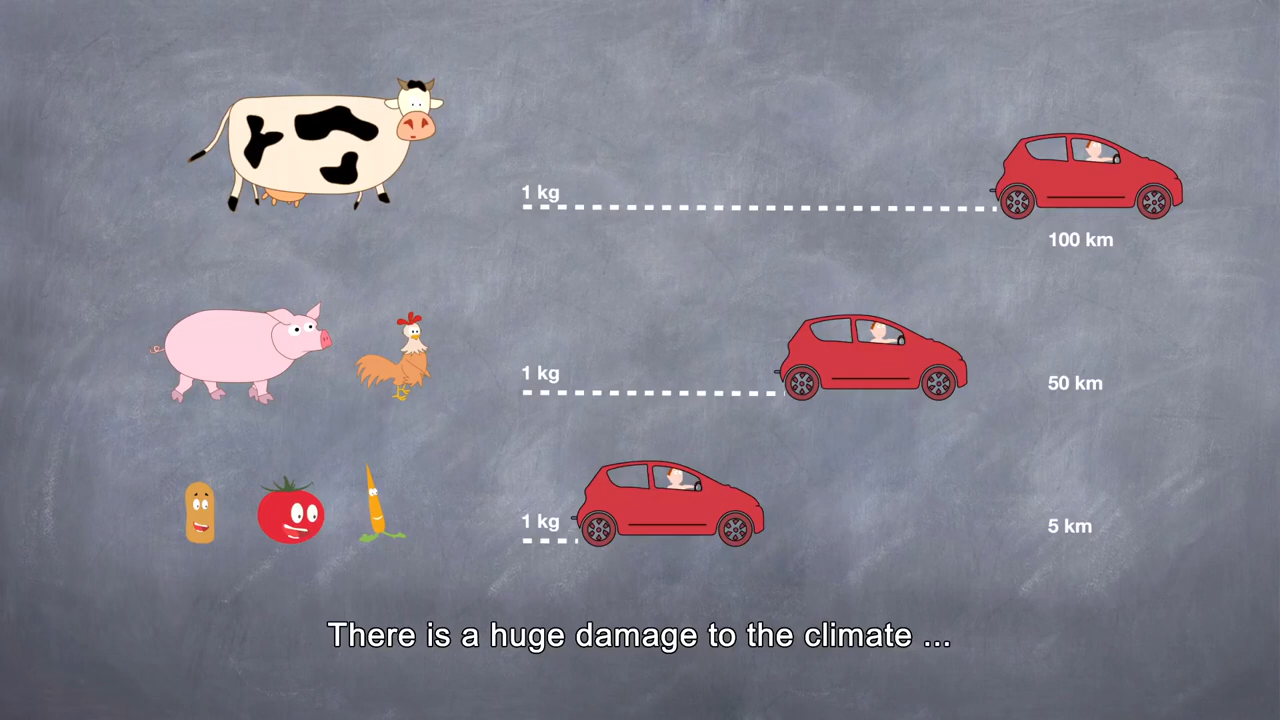 1 kg
100 km
1 kg
50 km
1 kg
5 km
There is a huge damage to the climate ...